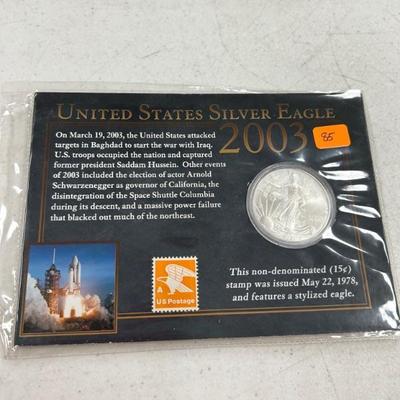 UNITED STATES SILVER EAGLE
2003
85
On March 19, 2003, the United States attacked
targets in Baghdad to start the war with Iraq.
U.S. troops occupied the nation and captured
former president Saddam Hussein. Other events
of 2003 included the election of actor Arnold
Schwarzenegger as governor of California, the
disintegration of the Space Shuttle Columbia
during its descent, and a massive power failure
that blacked out much of the northeast.
A
US Postage
This non-denominated (15¢)
stamp was issued May 22, 1978,
and features a stylized eagle.